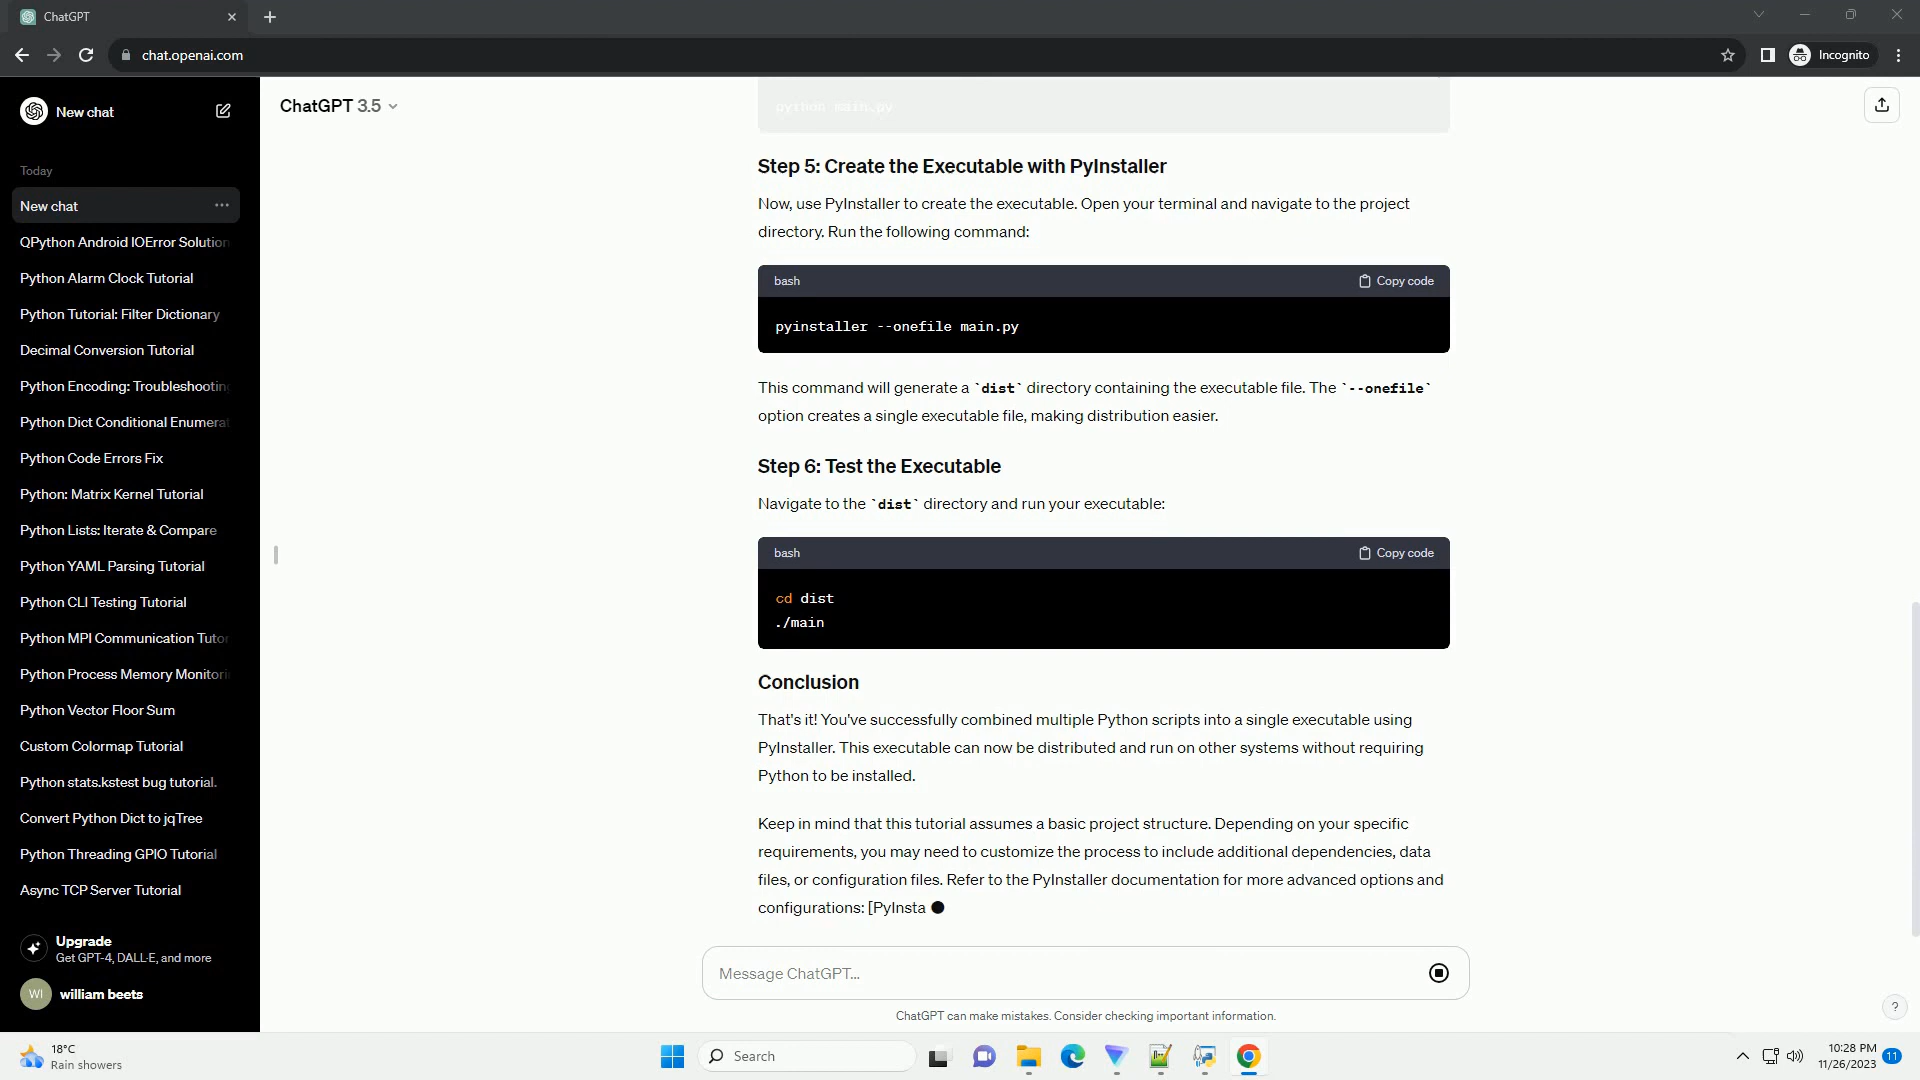 ChatGPT
chat.openai.com
Incognito
New chat
ChatGPT 3.5
python main.py
Today
New chat
QPython Android IOError Solution
Python Alarm Clock Tutorial
Python Tutorial: Filter Dictionary
Decimal Conversion Tutorial
Python Encoding: Troubleshooting
Python Dict Conditional Enumerat
Python Code Errors Fix
Python: Matrix Kernel Tutorial
Python Lists: Iterate & Compare
Python YAML Parsing Tutorial
Python CLI Testing Tutorial
Python MPI Communication Tutor
Python Process Memory Monitori
Python Vector Floor Sum
Custom Colormap Tutorial
Python stats.kstest bug tutorial.
Convert Python Dict to jqTree
Python Threading GPIO Tutorial
Async TCP Server Tutorial
Upgrade
Get GPT-4, DALL·E, and more
WI
william beets
Step 5: Create the Executable with PyInstaller
Now, use PyInstaller to create the executable. Open your terminal and navigate to the project
directory. Run the following command:
bash
Copy code
pyinstaller --onefile main.py
This command will generate a `dist` directory containing the executable file. The `--onefile`
option creates a single executable file, making distribution easier.
Step 6: Test the Executable
Navigate to the `dist` directory and run your executable:
bash
Copy code
cd dist
./main
Conclusion
That's it! You've successfully combined multiple Python scripts into a single executable using
PyInstaller. This executable can now be distributed and run on other systems without requiring
Python to be installed.
Keep in mind that this tutorial assumes a basic project structure. Depending on your specific
requirements, you may need to customize the process to include additional dependencies, data
files, or configuration files. Refer to the PyInstaller documentation for more advanced options and
configurations: [PyInsta
Message ChatGPT...
ChatGPT can make mistakes. Consider checking important information.
?
18°C
Rain showers
Search
10:28 PM
11/26/2023
11